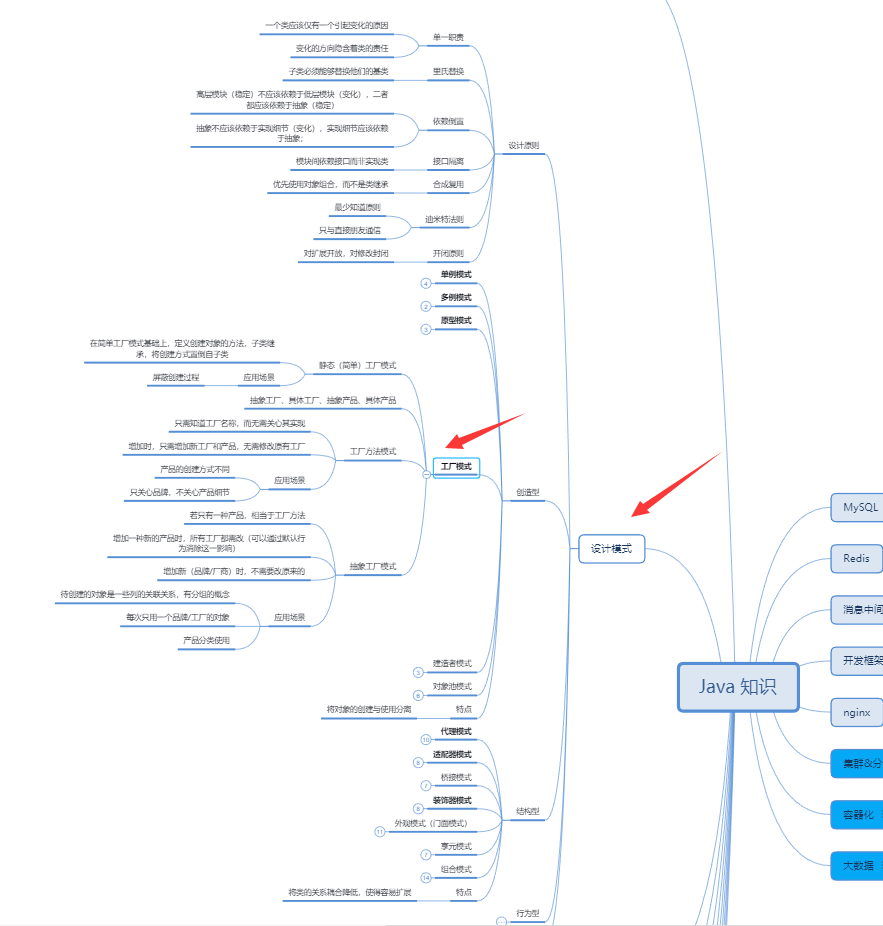 一个类应该仅有一个引起变化的原因
变化的方向隐含着类的责任
单一职责
子类必须能够替换他们的基类
里氏替换
高层模块（稳定）不应该依赖于低层模块（变化），二者
都应该依赖于抽象（稳定）
抽象不应该依赖于实现细节（变化），实现细节应该依赖
于抽象；
依赖倒置
模块间依赖接口而非实现类
接口隔离
优先使用对象组合，而不是类继承
合成复用
最少知道原则
只与直接朋友通信
迪米特法则
对扩展开放，对修改封闭
开闭原则
设计原则
单例模式
4
多例模式
2
原型模式
3
在简单工厂模式基础上，定义创建对象的方法，子类继
承，将创建方式置倒自子类
屏蔽创建过程
应用场景
静态（简单）工厂模式
抽象工厂、具体工厂、抽象产品、具体产品
只需知道工厂名称，而无需关心其实现
增加时，只需增加新工厂和产品，无需修改原有工厂
产品的创建方式不同
只关心品牌，不关心产品细节
应用场景
工厂方法模式
若只有一种产品，相当于工厂方法
增加一种新的产品时，所有工厂都需改（可以通过默认行
为消除这一影响）
增加新（品牌/厂商）时，不需要改原来的
待创建的对象是一些列的关联关系，有分组的概念
每次只用一个品牌/工厂的对象
产品分类使用
应用场景
抽象工厂模式
工厂模式
建造者模式
3
对象池模式
6
将对象的创建与使用分离
特点
创造型
代理模式
10
适配器模式
8
桥接模式
7
装饰器模式
8
外观模式（门面模式）
11
享元模式
7
组合模式
14
将类的关系耦合降低，使得容易扩展
特点
结构型
行为型
设计模式
Java 知识
MySQL
Redis
消息中间
开发框架
nginx
集群&分
容器化
大数据